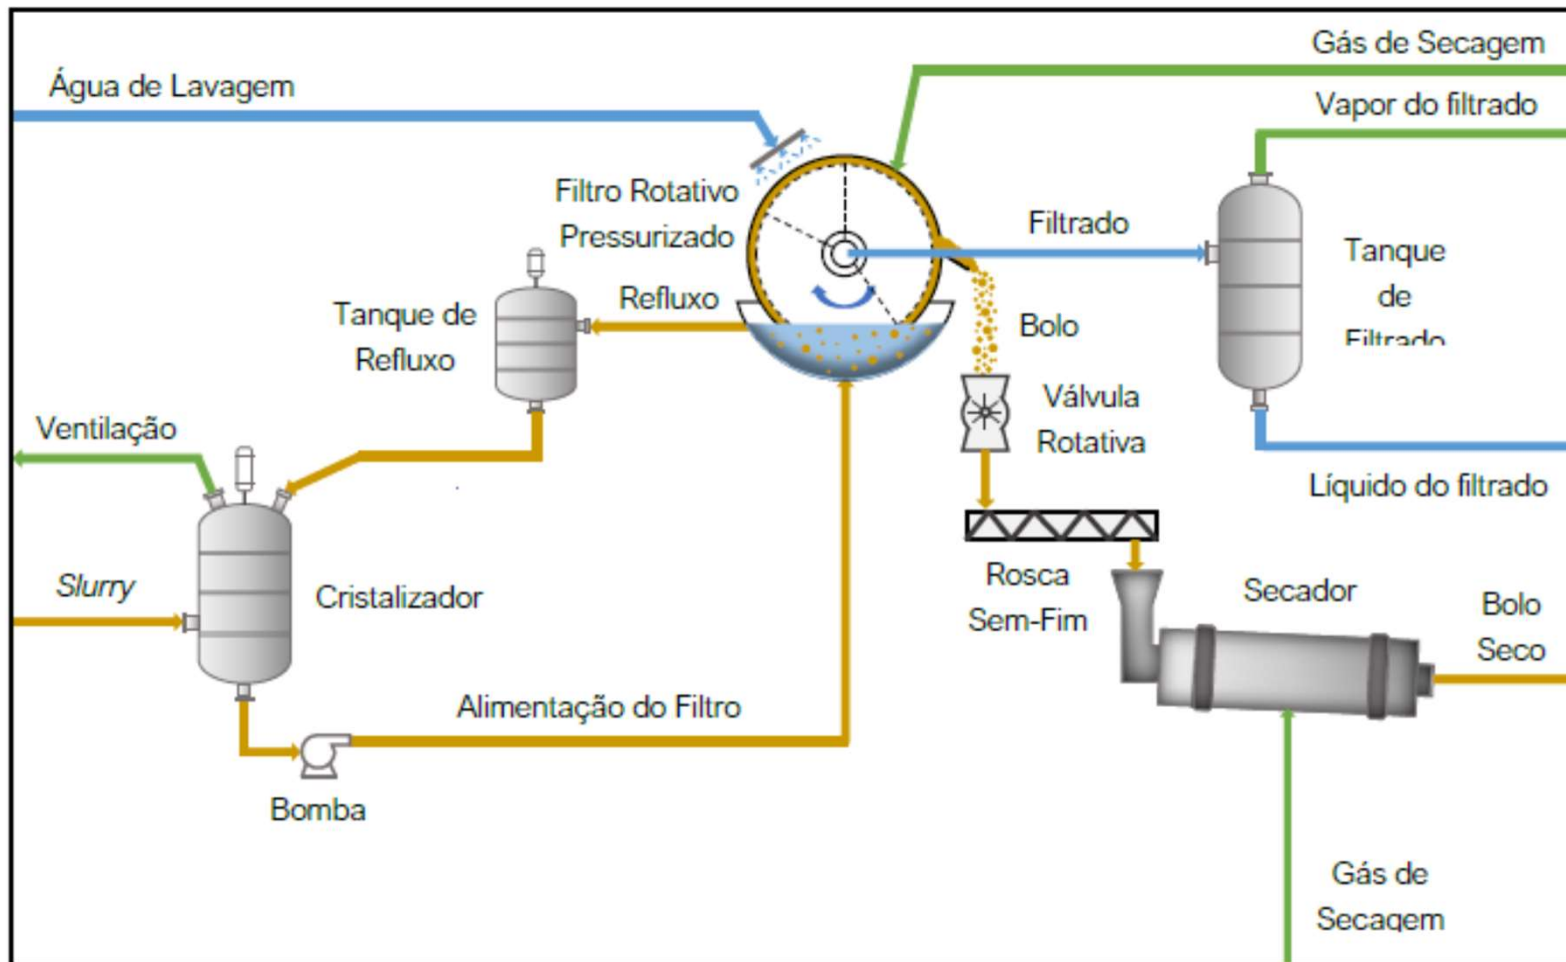 Gás de Secagem
Água de Lavagem
Vapor do filtrado
Filtro Rotativo
Pressurizado
Filtrado
Tanque
de
Filtrado
Refluxo
Tanque de
Refluxo
Bolo
Válvula
Rotativa
Ventilação
Líquido do filtrado
Slurry
Cristalizador
Rosca
Sem-Fim
Secador
Bolo
Seco
Alimentação do Filtro
Bomba
Gás de
Secagem